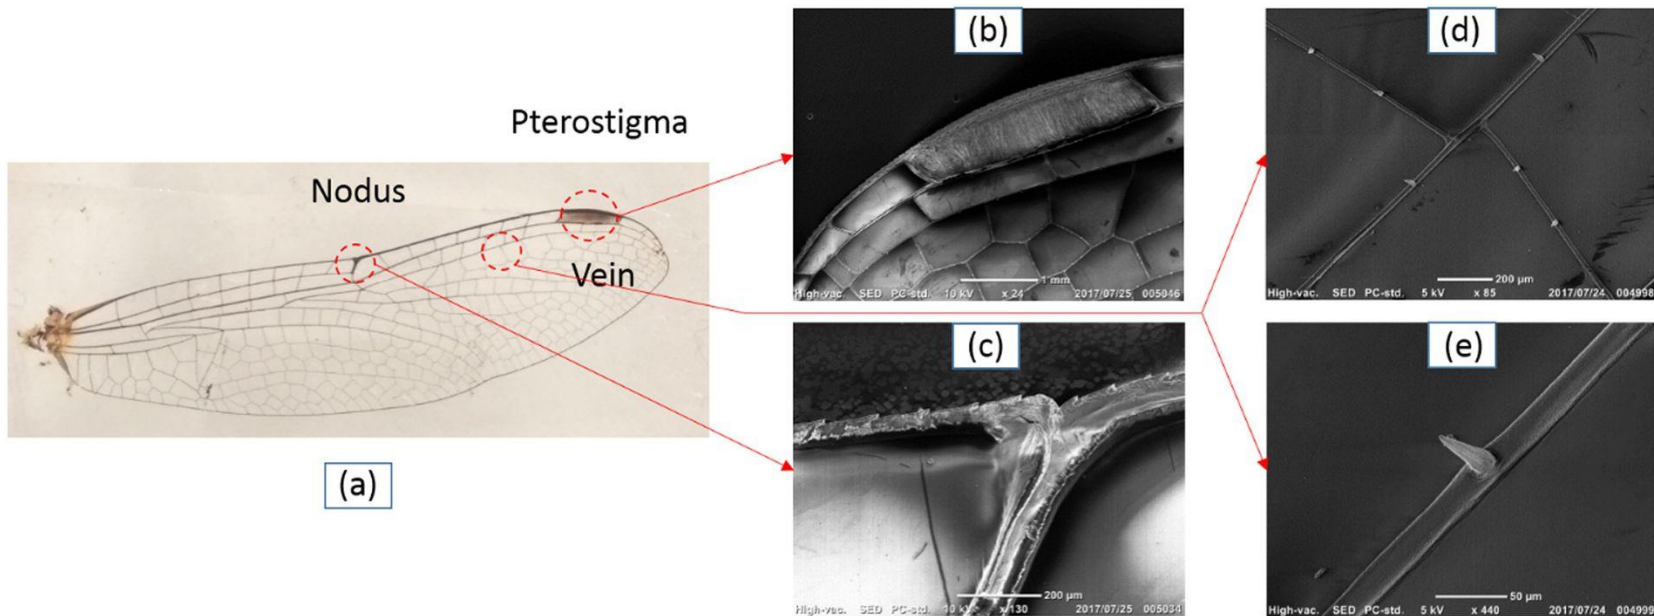 (b)
(d)
Pterostigma
Nodus
Vein
1 mm
High-vac. SED PC-std. 10 kV x 24 2017/07/25 005046
200 µm
High-vac. SED PC-std. 5 kV x 85 2017/07/24 004998
(c)
(e)
(a)
200 µm
High-vac. SED PC-std. 10 kV x 130 2017/07/25 005034
50 µm
High-vac. SED PC-std. 5 kV x 440 2017/07/24 004999